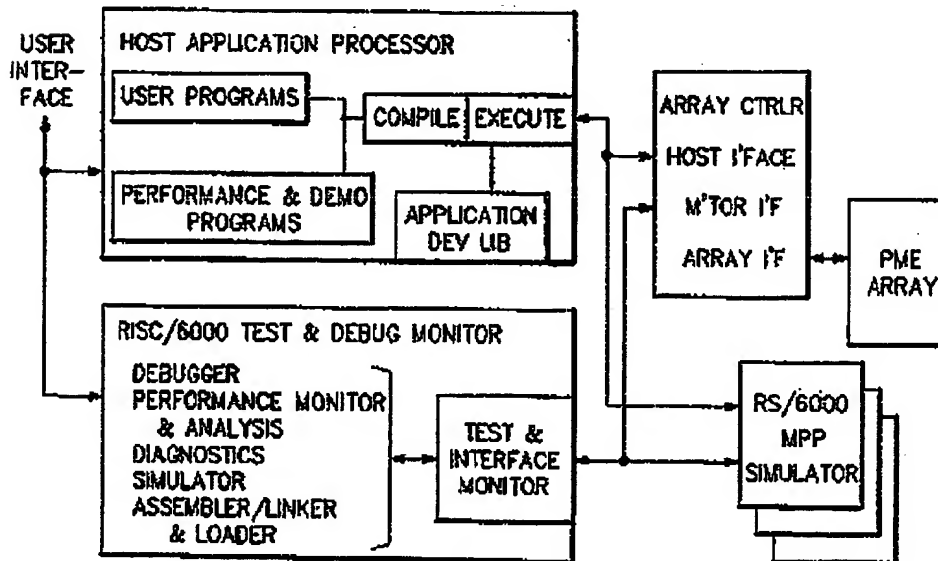 USER
INTER-
FACE
HOST APPLICATION PROCESSOR
USER PROGRAMS
COMPILE
EXECUTE
PERFORMANCE & DEMO
PROGRAMS
APPLICATION
DEV LIB
ARRAY CTRLR
HOST I'FACE
M'TOR I'F
ARRAY I'F
PME
ARRAY
RISC/6000 TEST & DEBUG MONITOR
DEBUGGER
PERFORMANCE MONITOR
& ANALYSIS
DIAGNOSTICS
SIMULATOR
ASSEMBLER/LINKER
& LOADER
TEST &
INTERFACE
MONITOR
RS/6000
MPP
SIMULATOR